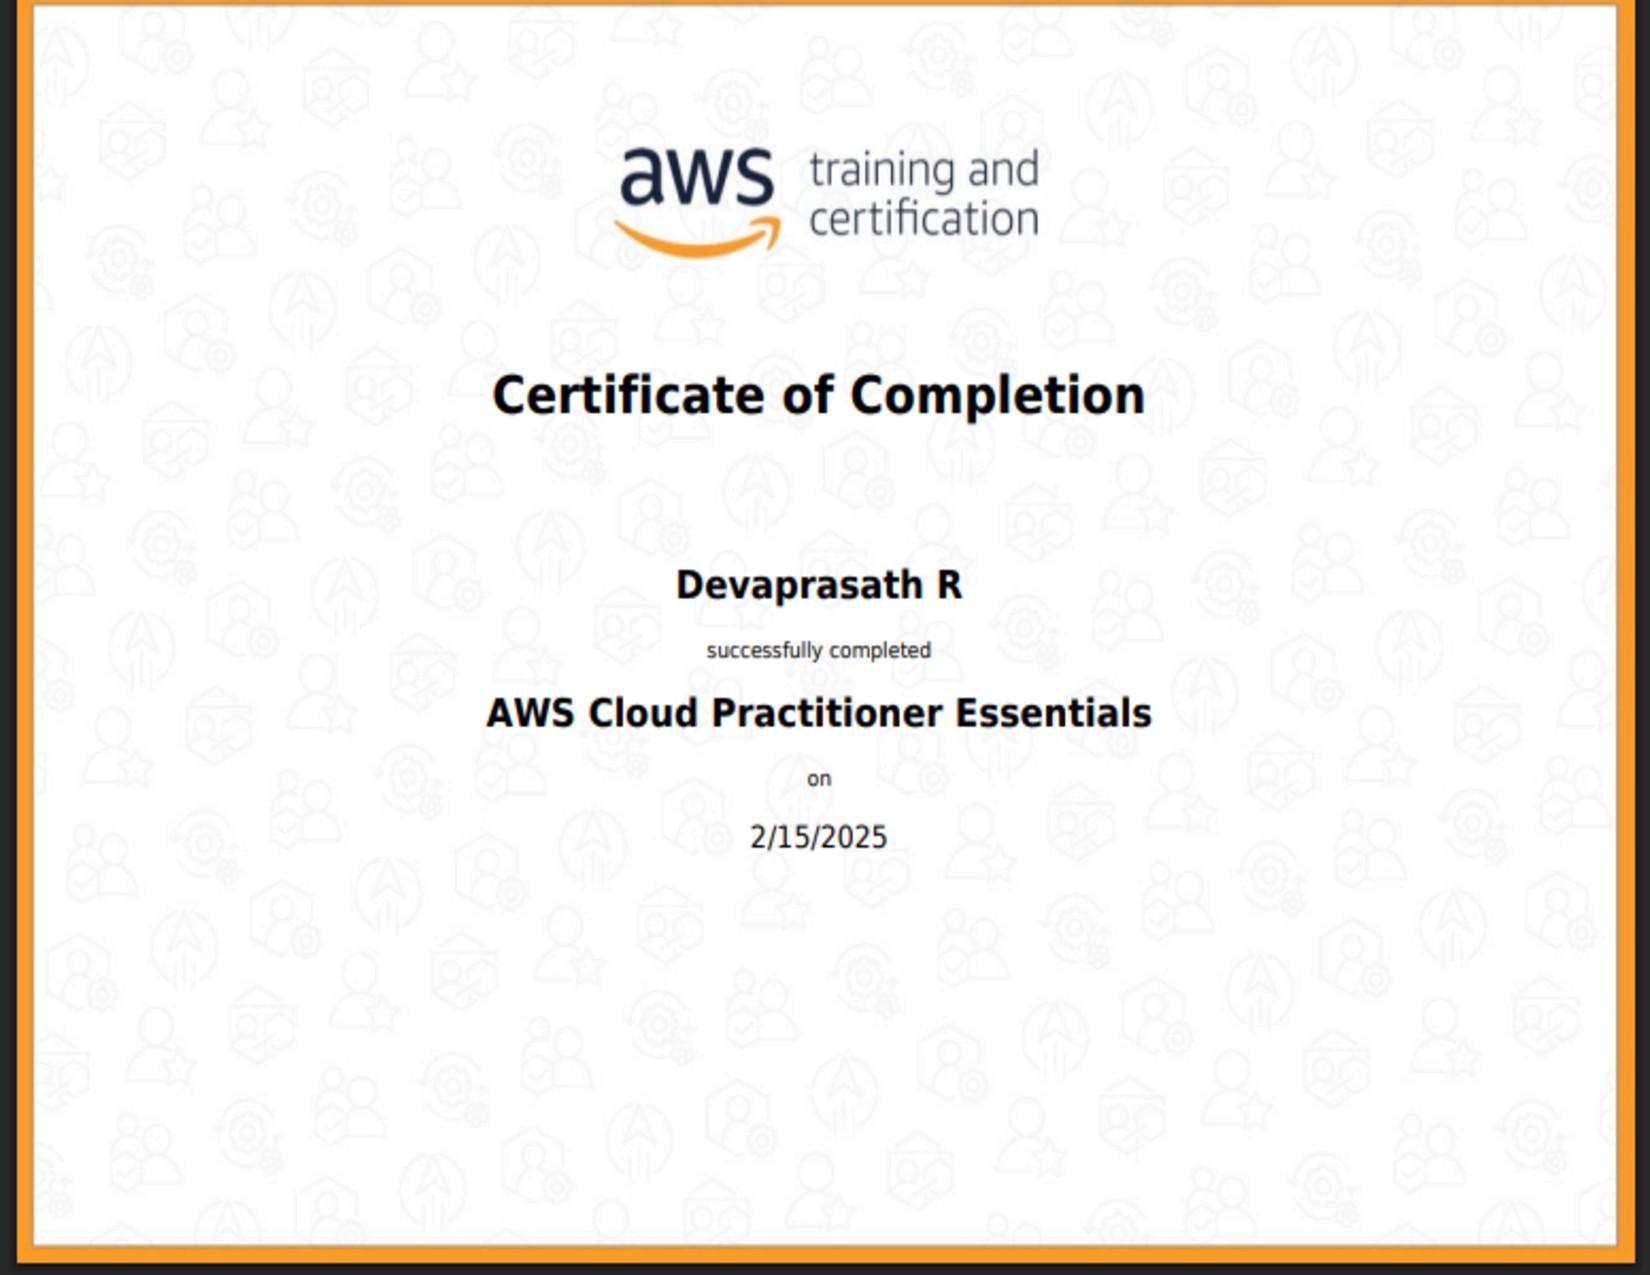 aws training and
certification
Certificate of Completion
Devaprasath R
successfully completed
AWS Cloud Practitioner Essentials
on
2/15/2025